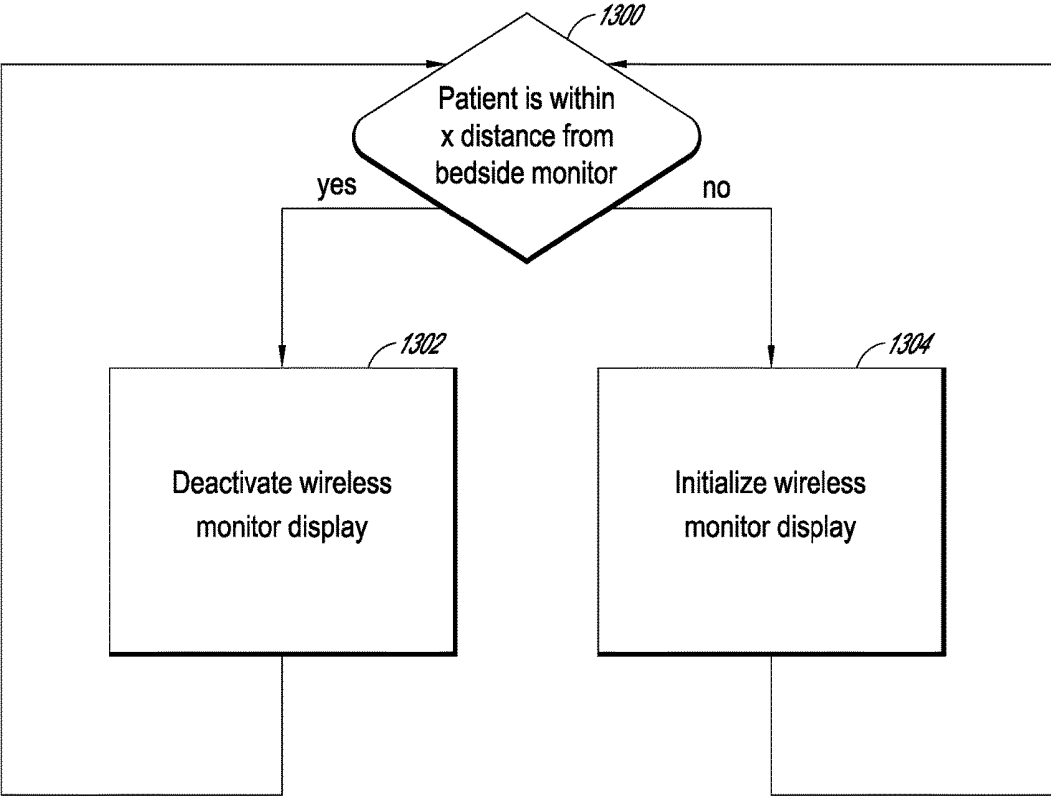 1300
Patient is within
x distance from
bedside monitor
yes
no
1302
1304
Deactivate wireless
monitor display
Initialize wireless
monitor display